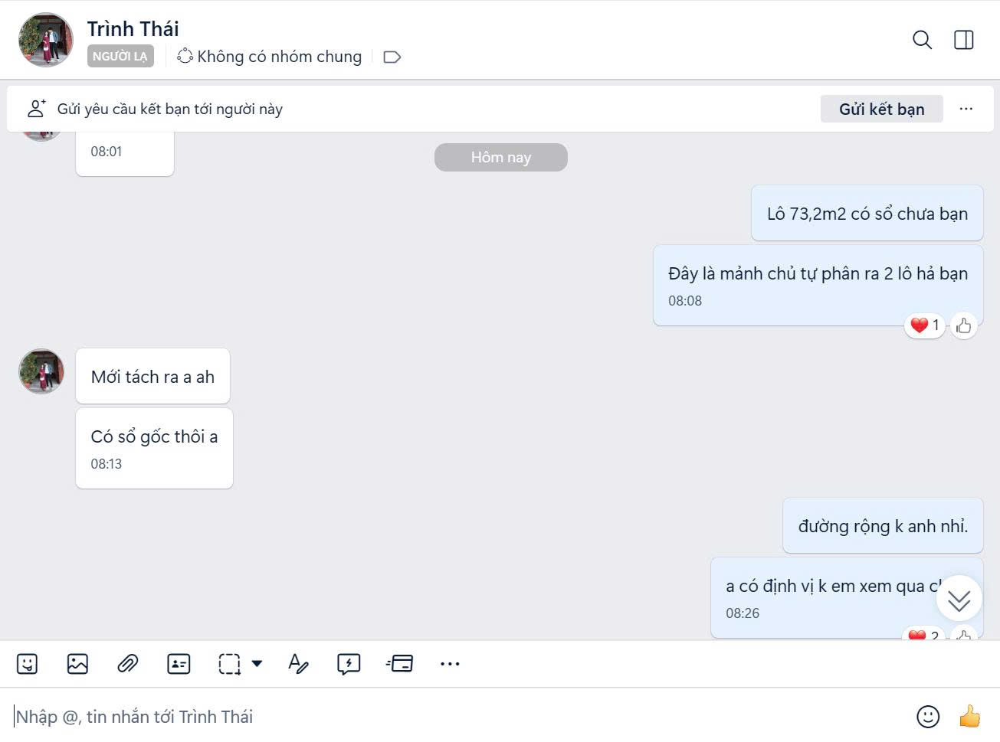 Trình Thái
NGƯỜI LẠ
Không có nhóm chung
Gửi yêu cầu kết bạn tới người này
Gửi kết bạn
08:01
Hôm nay
Lô 73,2m2 có sổ chưa bạn
Đây là mảnh chủ tự phân ra 2 lô hả bạn
08:08
1
Mới tách ra a ah
Có sổ gốc thôi a
08:13
đường rộng k anh nhỉ.
a có định vị k em xem qua
08:26
2
Nhập @, tin nhắn tới Trình Thái